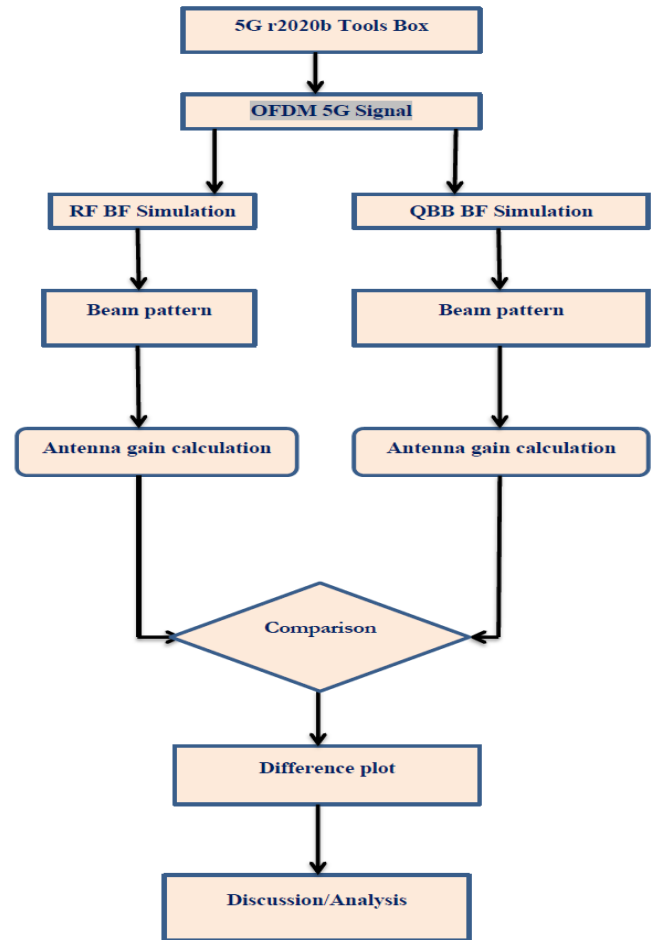 5G r2020b Tools Box
OFDM 5G Signal
RF BF Simulation
QBB BF Simulation
Beam pattern
Beam pattern
Antenna gain calculation
Antenna gain calculation
Comparison
Difference plot
Discussion/Analysis